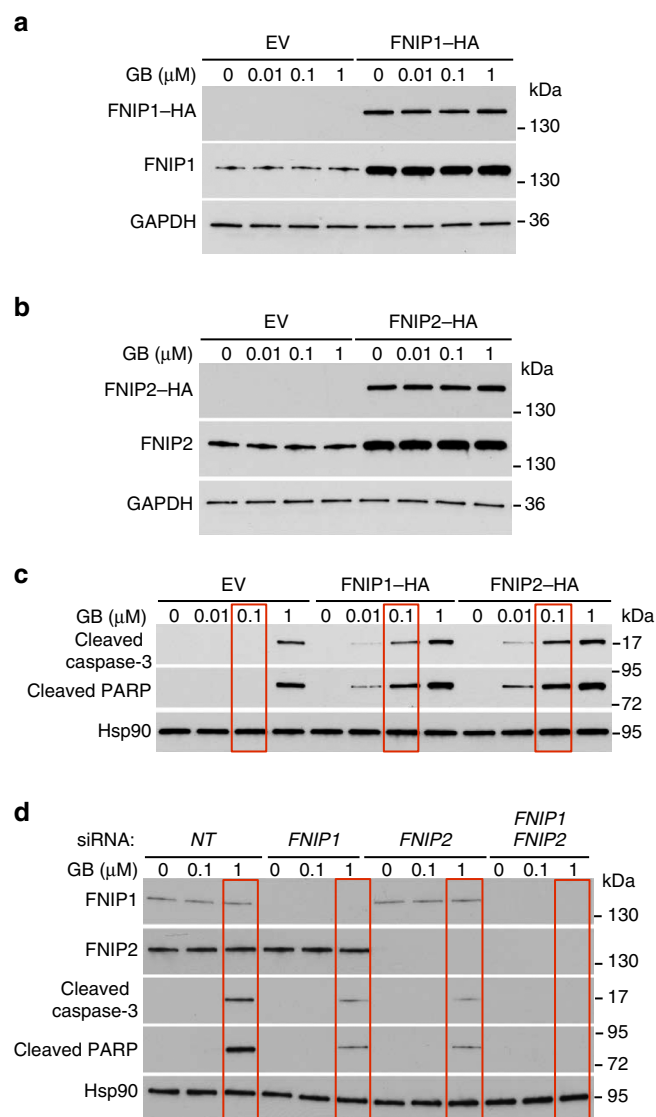 a
EV FNIP1–HA
GB (μM) 0 0.01 0.1 1 0 0.01 0.1 1
kDa
FNIP1–HA
130
FNIP1
130
GAPDH 36
b
EV FNIP2–HA
GB (μM) 0 0.01 0.1 1 0 0.01 0.1 1
kDa
FNIP2–HA
130
FNIP2
130
GAPDH 36
c
EV FNIP1–HA FNIP2–HA
GB (μM) 0 0.01 0.1 1 0 0.01 0.1 1 0 0.01 0.1 1 kDa
Cleaved
caspase-3 17
95
Cleaved PARP
72
Hsp90 95
d
siRNA: NT FNIP1 FNIP2 FNIP1
FNIP2
GB (μM) 0 0.1 1 0 0.1 1 0 0.1 1 0 0.1 1
kDa
FNIP1
130
FNIP2
130
Cleaved
caspase-3 17
95
Cleaved PARP
72
Hsp90 95